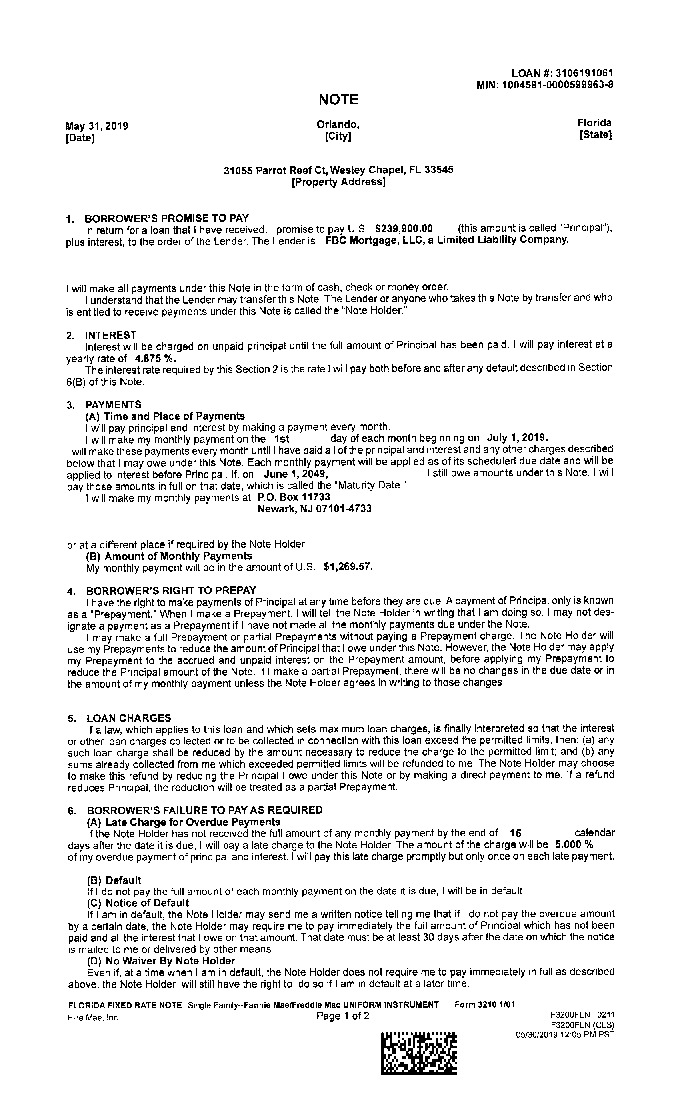 LOAN #: 3106191061
MIN: 1004591-0000599963-8
NOTE
May 31, 2019 Orlando, Florida
[Date] [City] [State]
31055 Parrot Reef Ct, Wesley Chapel, FL 33545
[Property Address]
1. BORROWER'S PROMISE TO PAY
n return for a loan that I have received, promise to pay U.S. $239,900.00 (this amount is called "Principal"),
plus interest, to the order of the Lender. The Lender is FBC Mortgage, LLC, a Limited Liability Company.
I will make all payments under this Note in the form of cash, check or money order.
I understand that the Lender may transfer this Note. The Lender or anyone who takes this Note by transfer and who
is entitled to receive payments under this Note is called the "Note Holder."
2. INTEREST
Interest will be charged on unpaid principal until the full amount of Principal has been paid. I will pay interest at a
yearly rate of 4.875 %.
The interest rate required by this Section 2 is the rate I will pay both before and after any default described in Section
6(B) of this Note.
3. PAYMENTS
(A) Time and Place of Payments
I will pay principal and interest by making a payment every month.
I will make my monthly payment on the 1st day of each month beginning on July 1, 2019.
will make these payments every month until I have paid all of the principal and interest and any other charges described
below that I may owe under this Note. Each monthly payment will be applied as of its scheduled due date and will be
applied to interest before Principal. If, on June 1, 2049, I still owe amounts under this Note, I will
pay those amounts in full on that date, which is called the "Maturity Date."
I will make my monthly payments at P.O. Box 11733
Newark, NJ 07101-4733
or at a different place if required by the Note Holder
(B) Amount of Monthly Payments
My monthly payment will be in the amount of U.S. $1,269.57.
4. BORROWER'S RIGHT TO PREPAY
I have the right to make payments of Principal at any time before they are due. A payment of Principal only is known
as a "Prepayment." When I make a Prepayment, I will tell the Note Holder in writing that I am doing so. I may not des-
ignate a payment as a Prepayment if I have not made all the monthly payments due under the Note.
I may make a full Prepayment or partial Prepayments without paying a Prepayment charge. The Note Holder will
use my Prepayments to reduce the amount of Principal that I owe under this Note. However, the Note Holder may apply
my Prepayment to the accrued and unpaid interest on the Prepayment amount, before applying my Prepayment to
reduce the Principal amount of the Note. If I make a partial Prepayment, there will be no changes in the due date or in
the amount of my monthly payment unless the Note Holder agrees in writing to those changes
5. LOAN CHARGES
If a law, which applies to this loan and which sets maximum loan charges, is finally interpreted so that the interest
or other loan charges collected or to be collected in connection with this loan exceed the permitted limits, then: (a) any
such loan charge shall be reduced by the amount necessary to reduce the charge to the permitted limit; and (b) any
sums already collected from me which exceeded permitted limits will be refunded to me. The Note Holder may choose
to make this refund by reducing the Principal I owe under this Note or by making a direct payment to me. If a refund
reduces Principal, the reduction will be treated as a partial Prepayment.
6. BORROWER'S FAILURE TO PAY AS REQUIRED
(A) Late Charge for Overdue Payments
If the Note Holder has not received the full amount of any monthly payment by the end of 16 calendar
days after the date it is due, I will pay a late charge to the Note Holder. The amount of the charge will be 5.000 %
of my overdue payment of principal and interest. I will pay this late charge promptly but only once on each late payment.
(B) Default
If I do not pay the full amount of each monthly payment on the date it is due, I will be in default
(C) Notice of Default
If I am in default, the Note Holder may send me a written notice telling me that if do not pay the overdue amount
by a certain date, the Note Holder may require me to pay immediately the full amount of Principal which has not been
paid and all the interest that I owe on that amount. That date must be at least 30 days after the date on which the notice
is mailed to me or delivered by other means
(D) No Waiver By Note Holder
Even if, at a time when I am in default, the Note Holder does not require me to pay immediately in full as described
above, the Note Holder will still have the right to do so if I am in default at a later time.
FLORIDA FIXED RATE NOTE Single Family--Fannie Mae/Freddie Mac UNIFORM INSTRUMENT Form 3210 1/01
Ellie Mae, Inc. Page 1 of 2 F3200FLN 0211
F3200FLN (CLS)
05/30/2019 12:05 PM PST